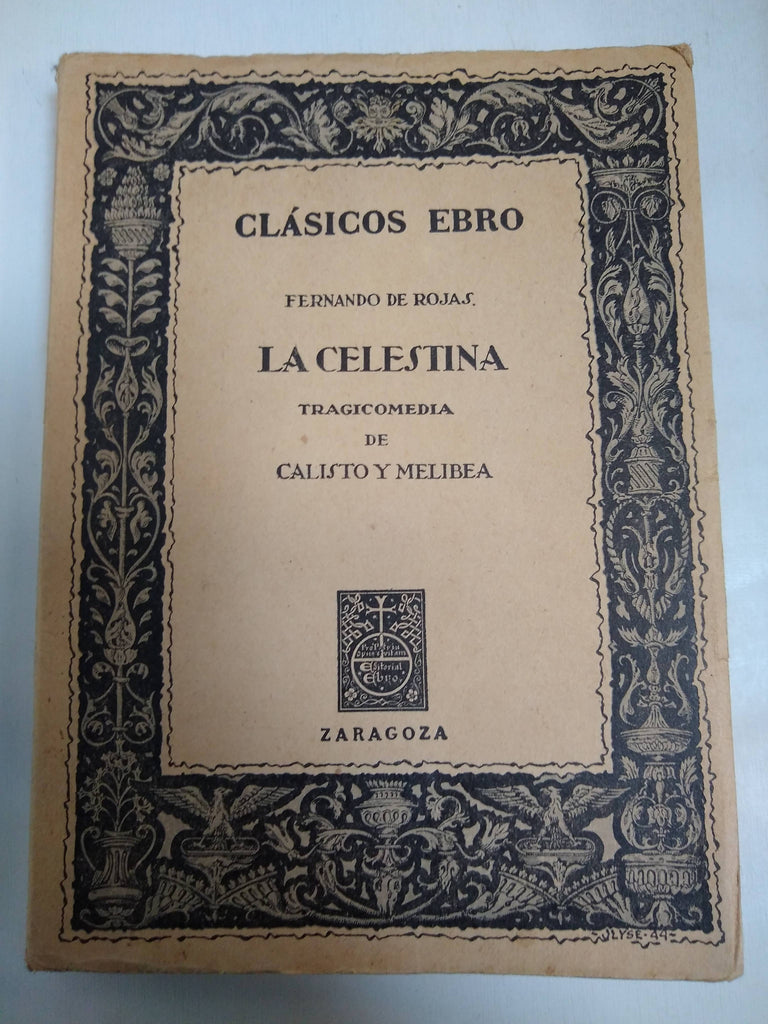 CLÁSICOS EBRO
FERNANDO DE ROJAS.
LA CELESTINA
TRAGICOMEDIA
DE
CALISTO Y MELIBEA
Editorial
Ebro.
ZARAGOZA